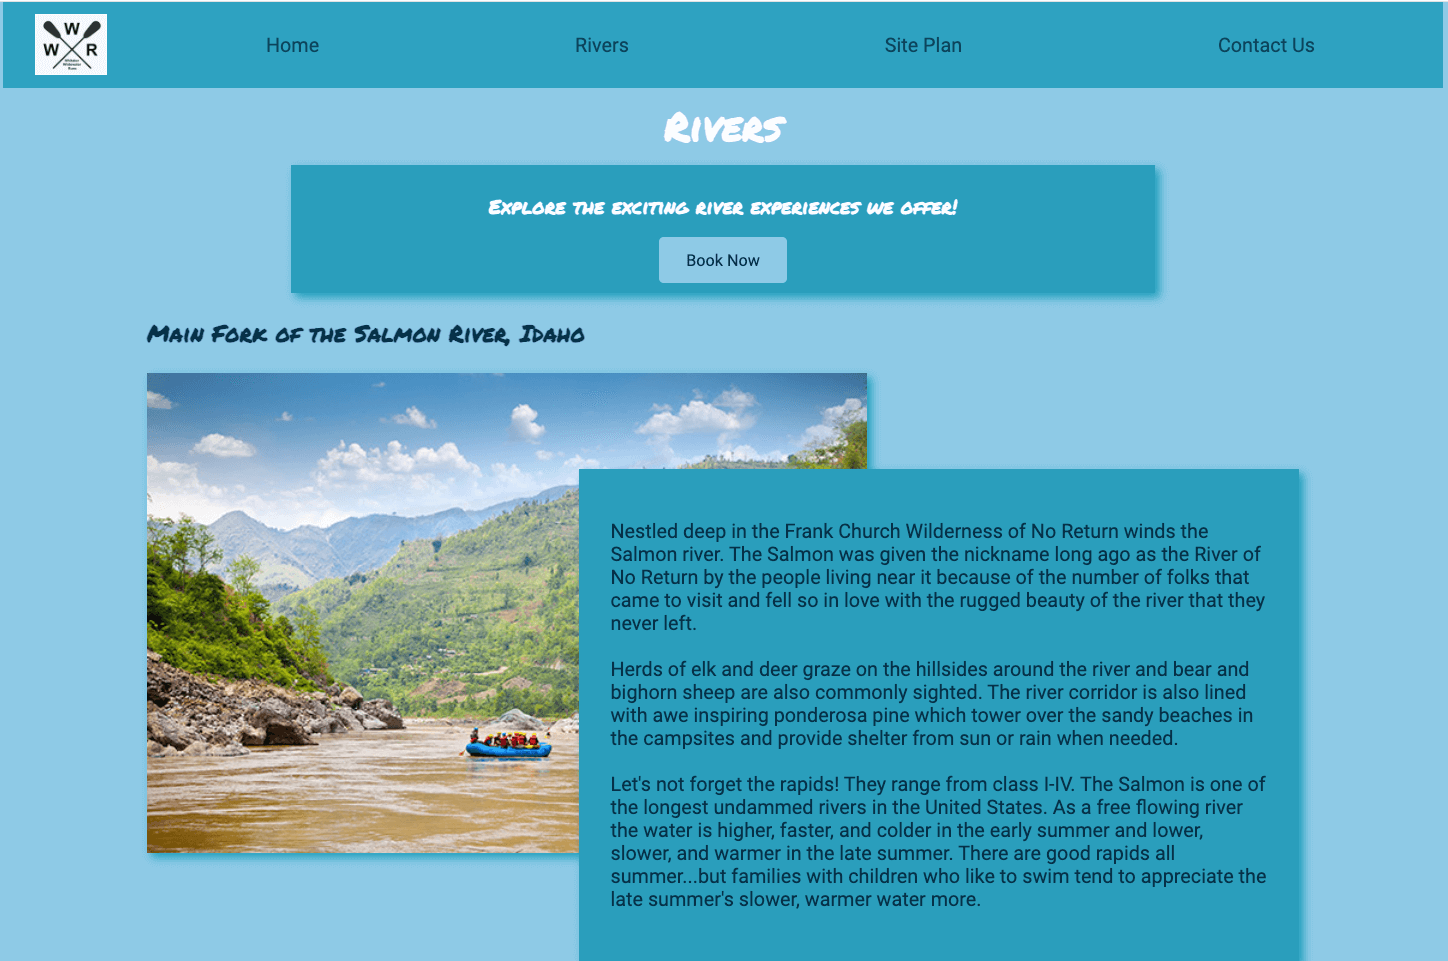 W
W R
Home Rivers Site Plan Contact Us
Rivers
Explore the exciting river experiences we offer!
Book Now
Main Fork of the Salmon River, Idaho
Nestled deep in the Frank Church Wilderness of No Return winds the
Salmon river. The Salmon was given the nickname long ago as the River of
No Return by the people living near it because of the number of folks that
came to visit and fell so in love with the rugged beauty of the river that they
never left.
Herds of elk and deer graze on the hillsides around the river and bear and
bighorn sheep are also commonly sighted. The river corridor is also lined
with awe inspiring ponderosa pine which tower over the sandy beaches in
the campsites and provide shelter from sun or rain when needed.
Let's not forget the rapids! They range from class I-IV. The Salmon is one of
the longest undammed rivers in the United States. As a free flowing river
the water is higher, faster, and colder in the early summer and lower,
slower, and warmer in the late summer. There are good rapids all
summer...but families with children who like to swim tend to appreciate the
late summer's slower, warmer water more.